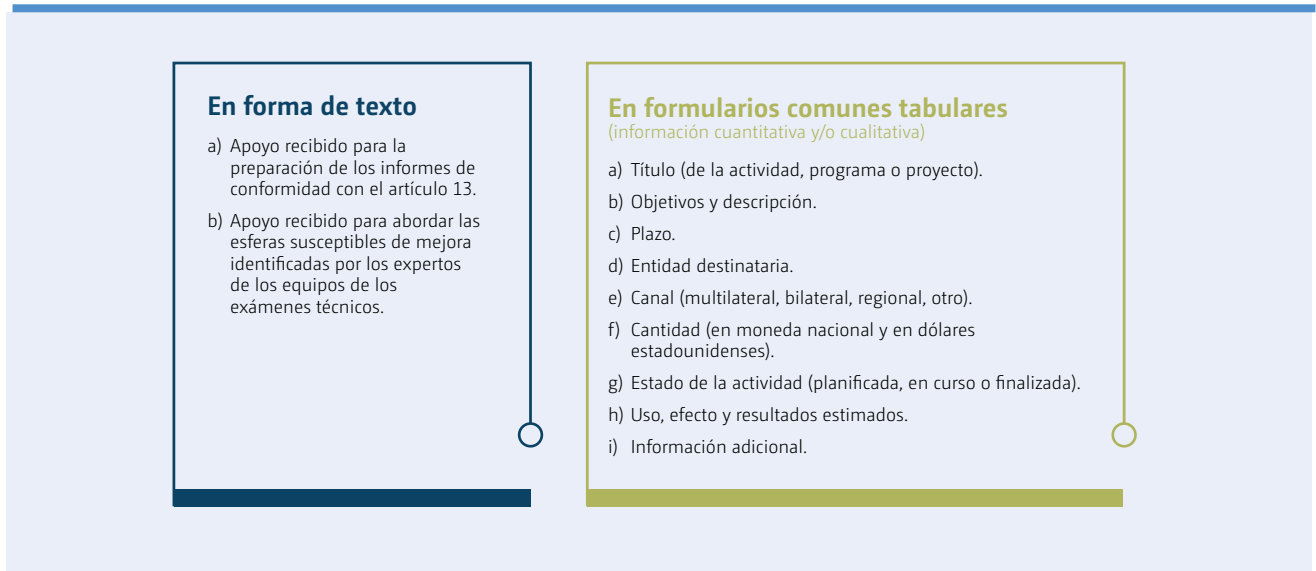 En forma de texto
a) Apoyo recibido para la
preparación de los informes de
conformidad con el artículo 13.
b) Apoyo recibido para abordar las
esferas susceptibles de mejora
identificadas por los expertos
de los equipos de los
exámenes técnicos.
En formularios comunes tabulares
(información cuantitativa y/o cualitativa)
a) Título (de la actividad, programa o proyecto).
b) Objetivos y descripción.
c) Plazo.
d) Entidad destinataria.
e) Canal (multilateral, bilateral, regional, otro).
f) Cantidad (en moneda nacional y en dólares
estadounidenses).
g) Estado de la actividad (planificada, en curso o finalizada).
h) Uso, efecto y resultados estimados.
i) Información adicional.